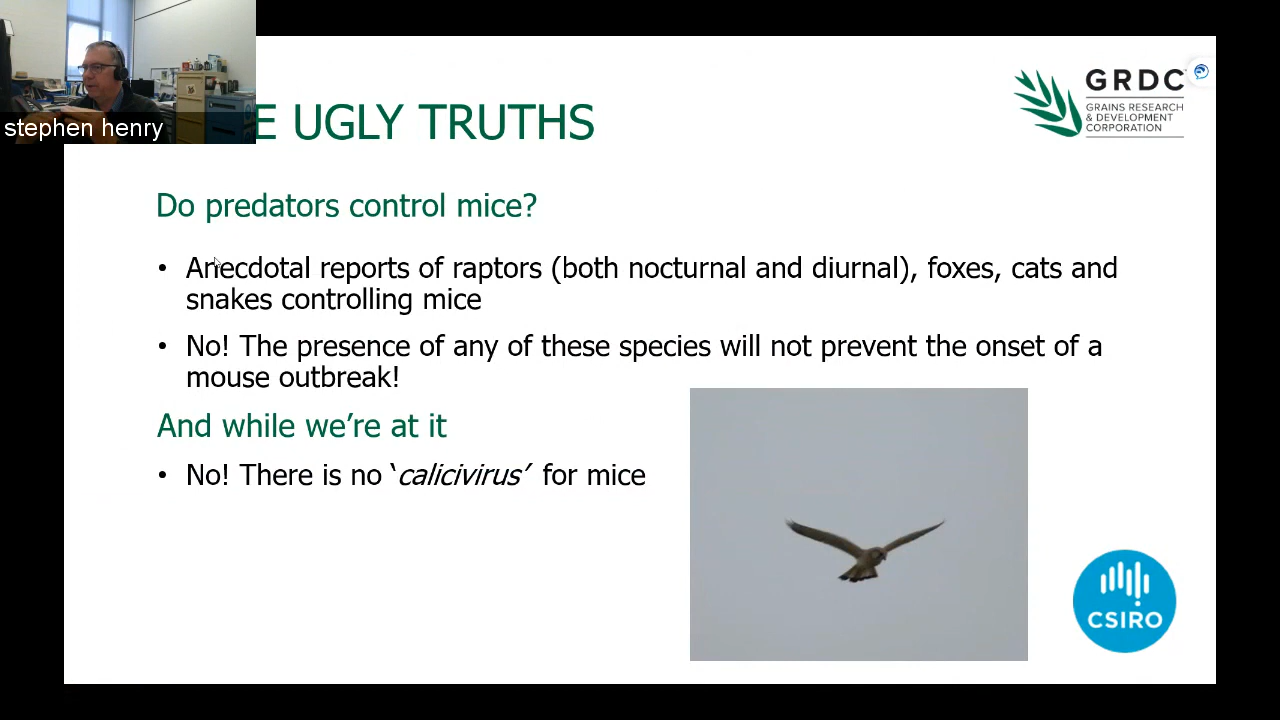 stephen henry
E UGLY TRUTHS
GRDC
GRAINS RESEARCH
& DEVELOPMENT
CORPORATION
Do predators control mice?
• Anecdotal reports of raptors (both nocturnal and diurnal), foxes, cats and
snakes controlling mice
• No! The presence of any of these species will not prevent the onset of a
mouse outbreak!
And while we're at it
• No! There is no ‘calicivirus’ for mice
CSIRO